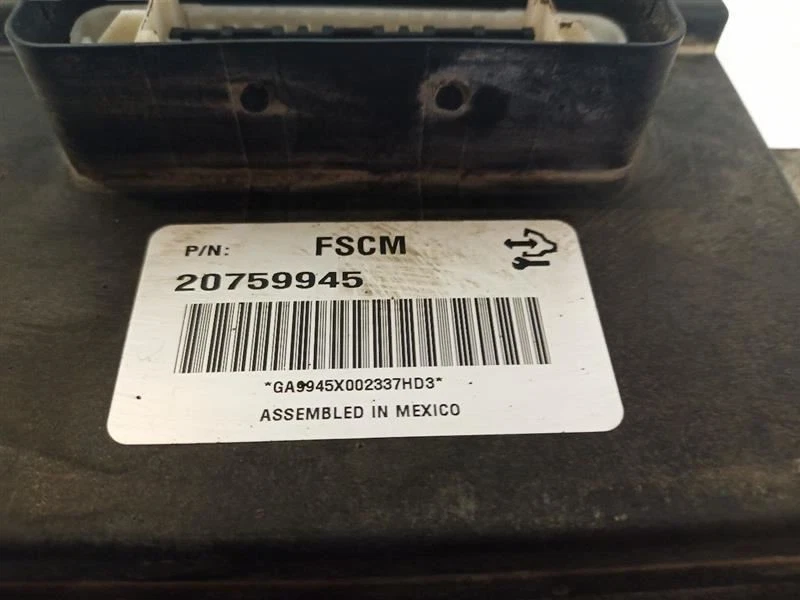 P/N: FSCM
20759945
*GA9945X002337HD3*
ASSEMBLED IN MEXICO